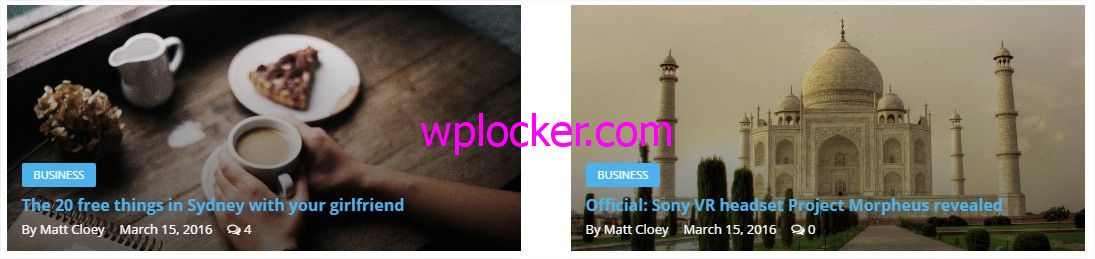 wplocker.com
BUSINESS
The 20 free things in Sydney with your girlfriend
By Matt Cloey March 15, 2016 4
BUSINESS
Official: Sony VR headset Project Morpheus revealed
By Matt Cloey March 15, 2016 0